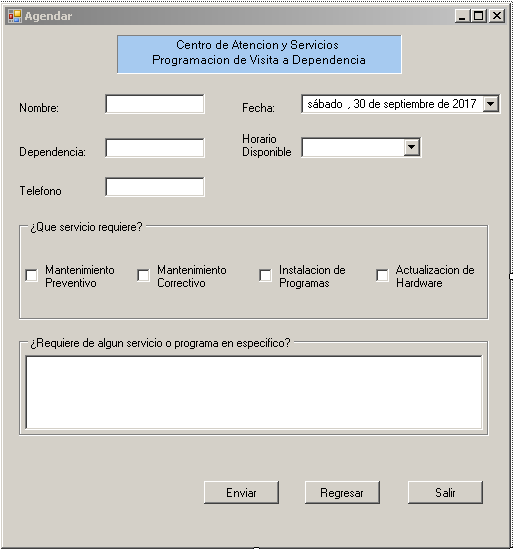 Agendar
Centro de Atencion y Servicios
Programacion de Visita a Dependencia
Nombre:
Fecha:
sábado , 30 de septiembre de 2017
Dependencia:
Horario
Disponible
Telefono
¿Que servicio requiere?
Mantenimiento
Preventivo
Mantenimiento
Correctivo
Instalacion de
Programas
Actualizacion de
Hardware
¿Requiere de algun servicio o programa en especifico?
Enviar
Regresar
Salir